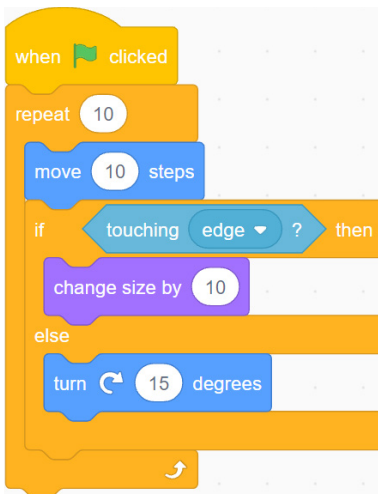 when clicked
repeat 10
move 10 steps
if touching edge ? then
change size by 10
else
turn 15 degrees